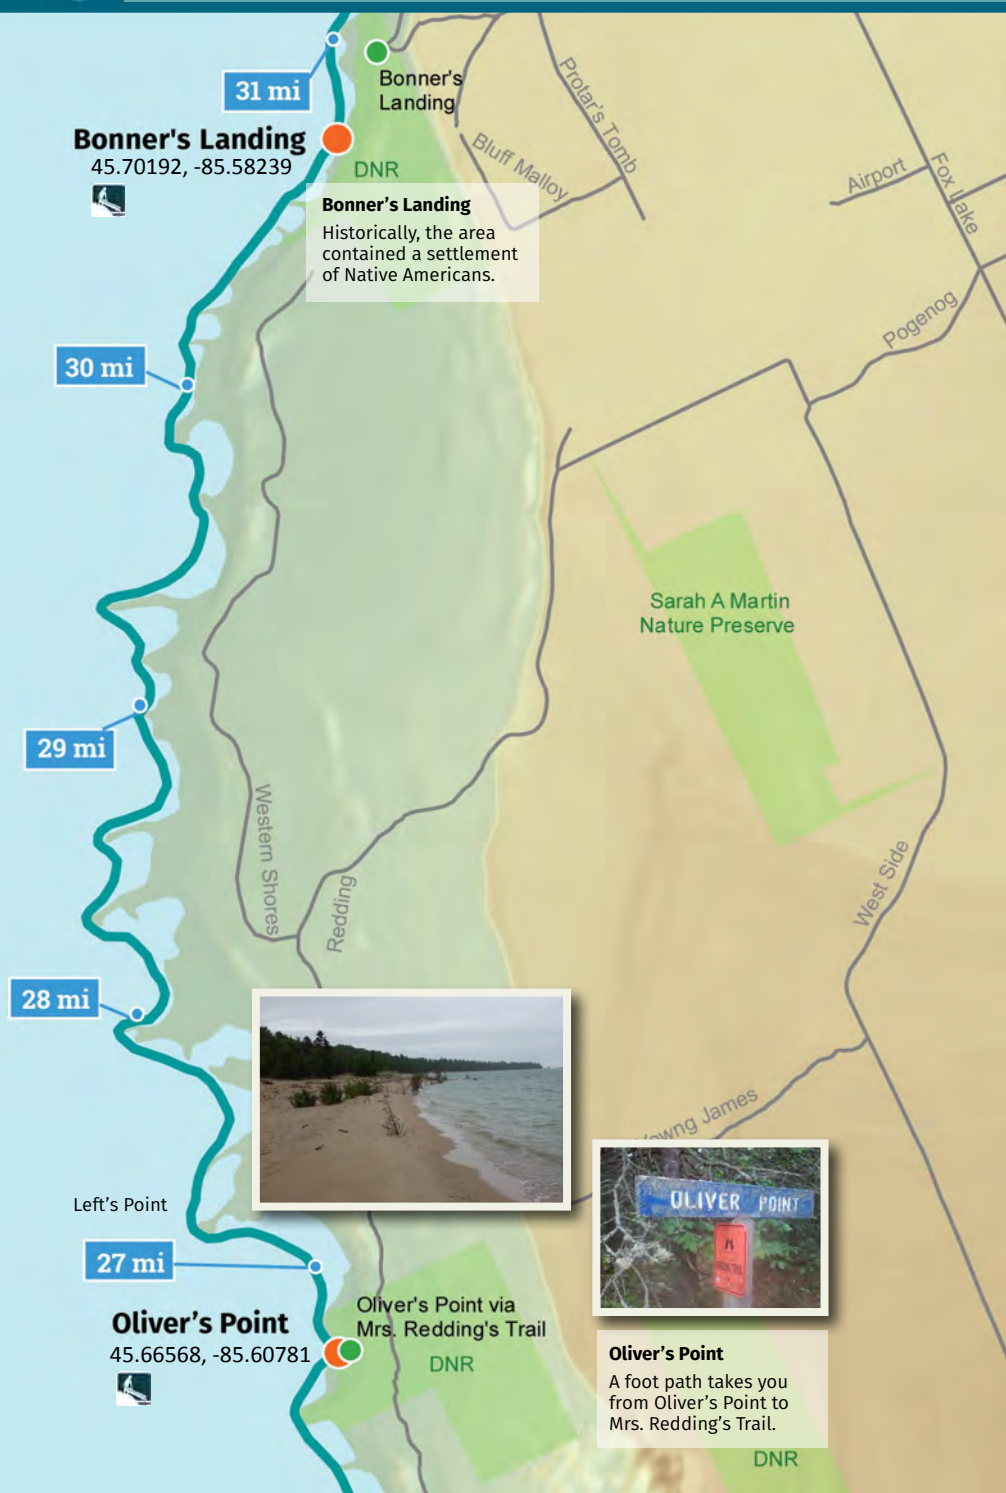 31 mi
Bonner's
Landing
Bonner's Landing
45.70192, -85.58239
DNR
Protar's Tomb
Bluff Malloy
Airport
Fox Lake
Bonner's Landing
Historically, the area
contained a settlement
of Native Americans.
Pogenog
30 mi
Sarah A Martin
Nature Preserve
29 mi
Western Shores
Redding
West Side
28 mi
James
Left's Point
OLIVER POINT
27 mi
Oliver's Point
45.66568, -85.60781
Oliver's Point via
Mrs. Redding's Trail
DNR
Oliver's Point
A foot path takes you
from Oliver's Point to
Mrs. Redding's Trail.
DNR